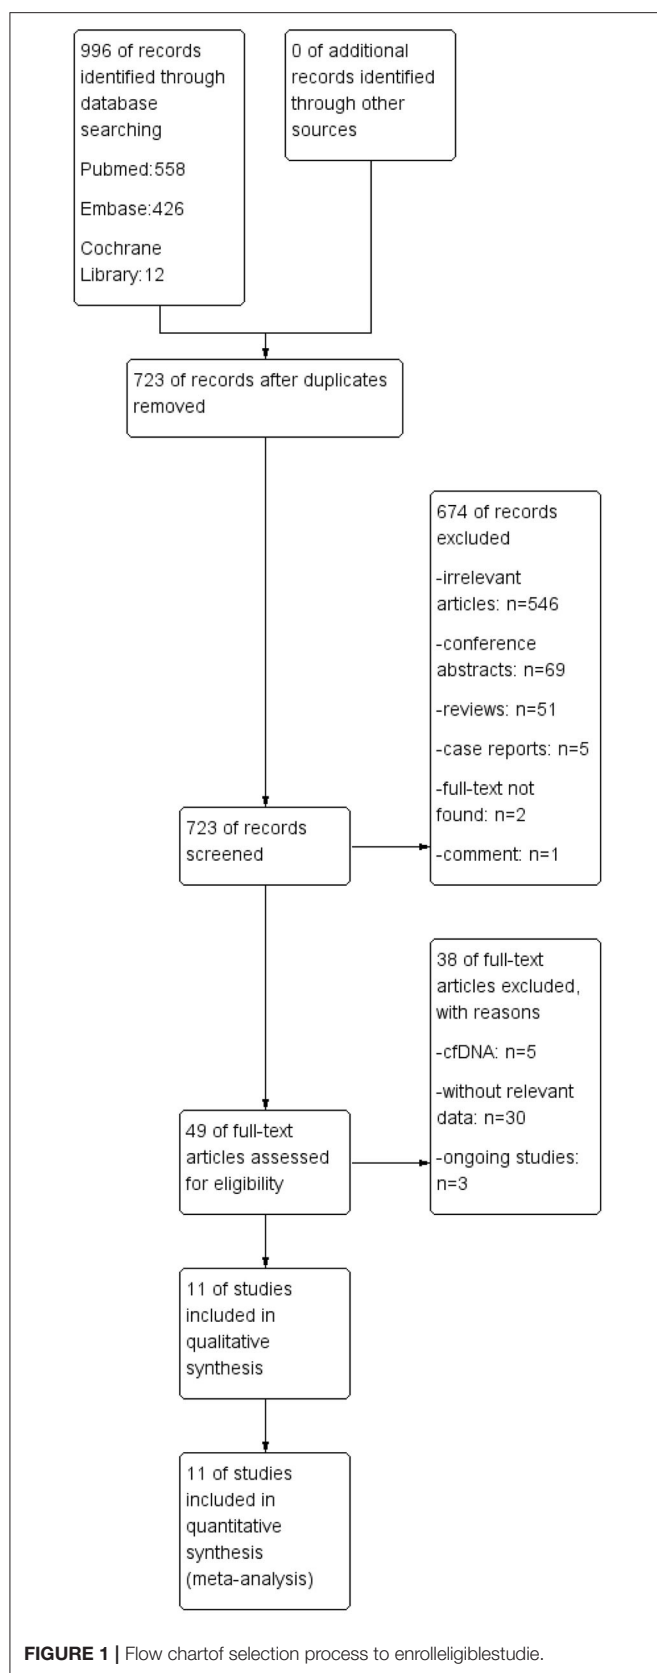 996 of records
identified through
database
searching
Pubmed:558
Embase:426
Cochrane
Library:12
0 of additional
records identified
through other
sources
723 of records after duplicates
removed
674 of records
excluded
-irrelevant
articles: n=546
-conference
abstracts: n=69
-reviews: n=51
-case reports: n=5
-full-text not
found: n=2
-comment: n=1
723 of records
screened
38 of full-text
articles excluded,
with reasons
-cfDNA: n=5
-without relevant
data: n=30
-ongoing studies:
n=3
49 of full-text
articles assessed
for eligibility
11 of studies
included in
qualitative
synthesis
11 of studies
included in
quantitative
synthesis
(meta-analysis)
FIGURE 1 | Flow chartof selection process to enrolleligiblestudie.